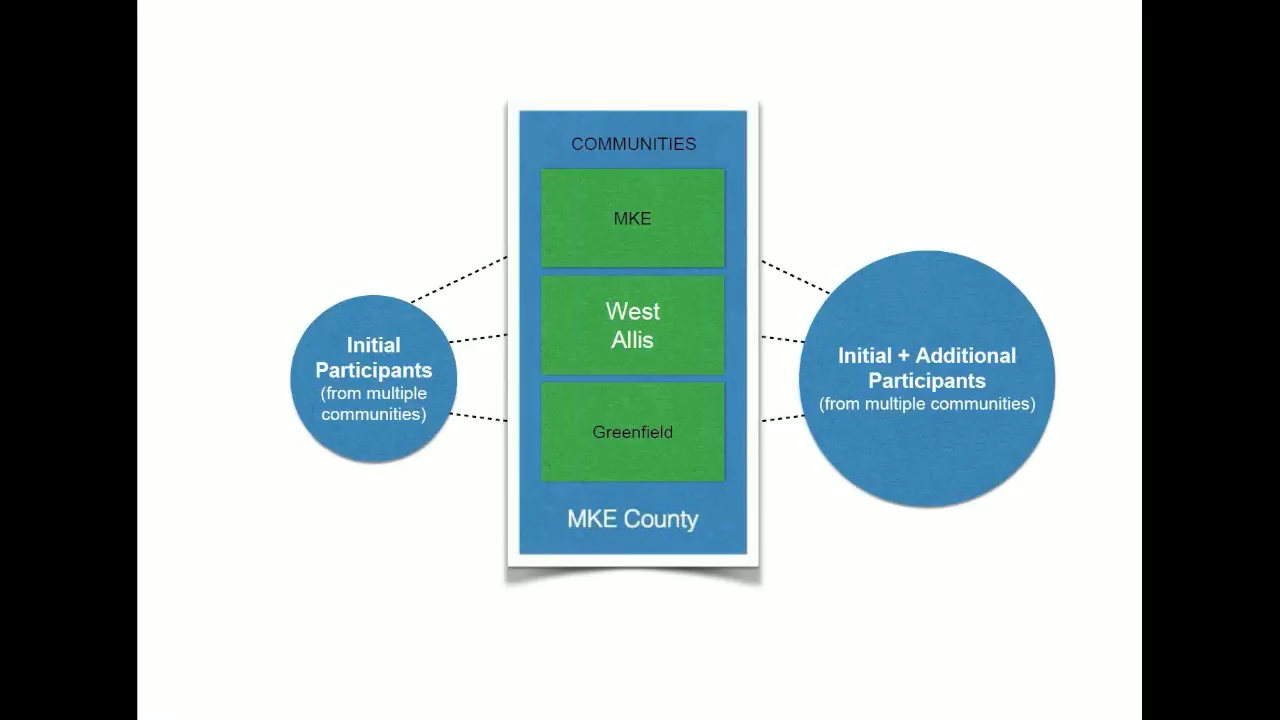 COMMUNITIES
MKE
West
Allis
Greenfield
MKE County
Initial
Participants
(from multiple
communities)
Initial + Additional
Participants
(from multiple communities)